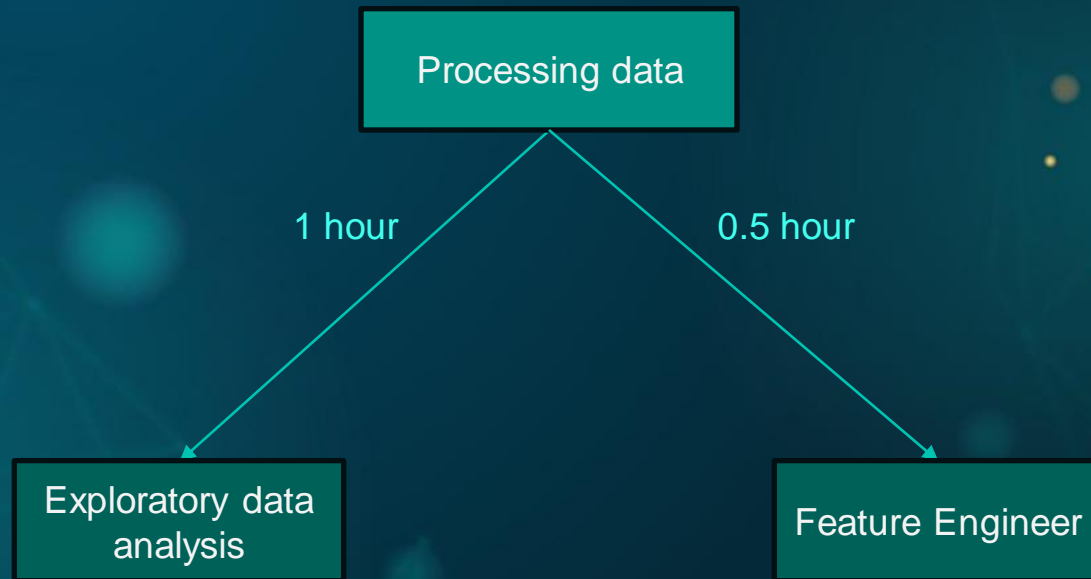 Processing data
1 hour
0.5 hour
Exploratory data
analysis
Feature Engineer